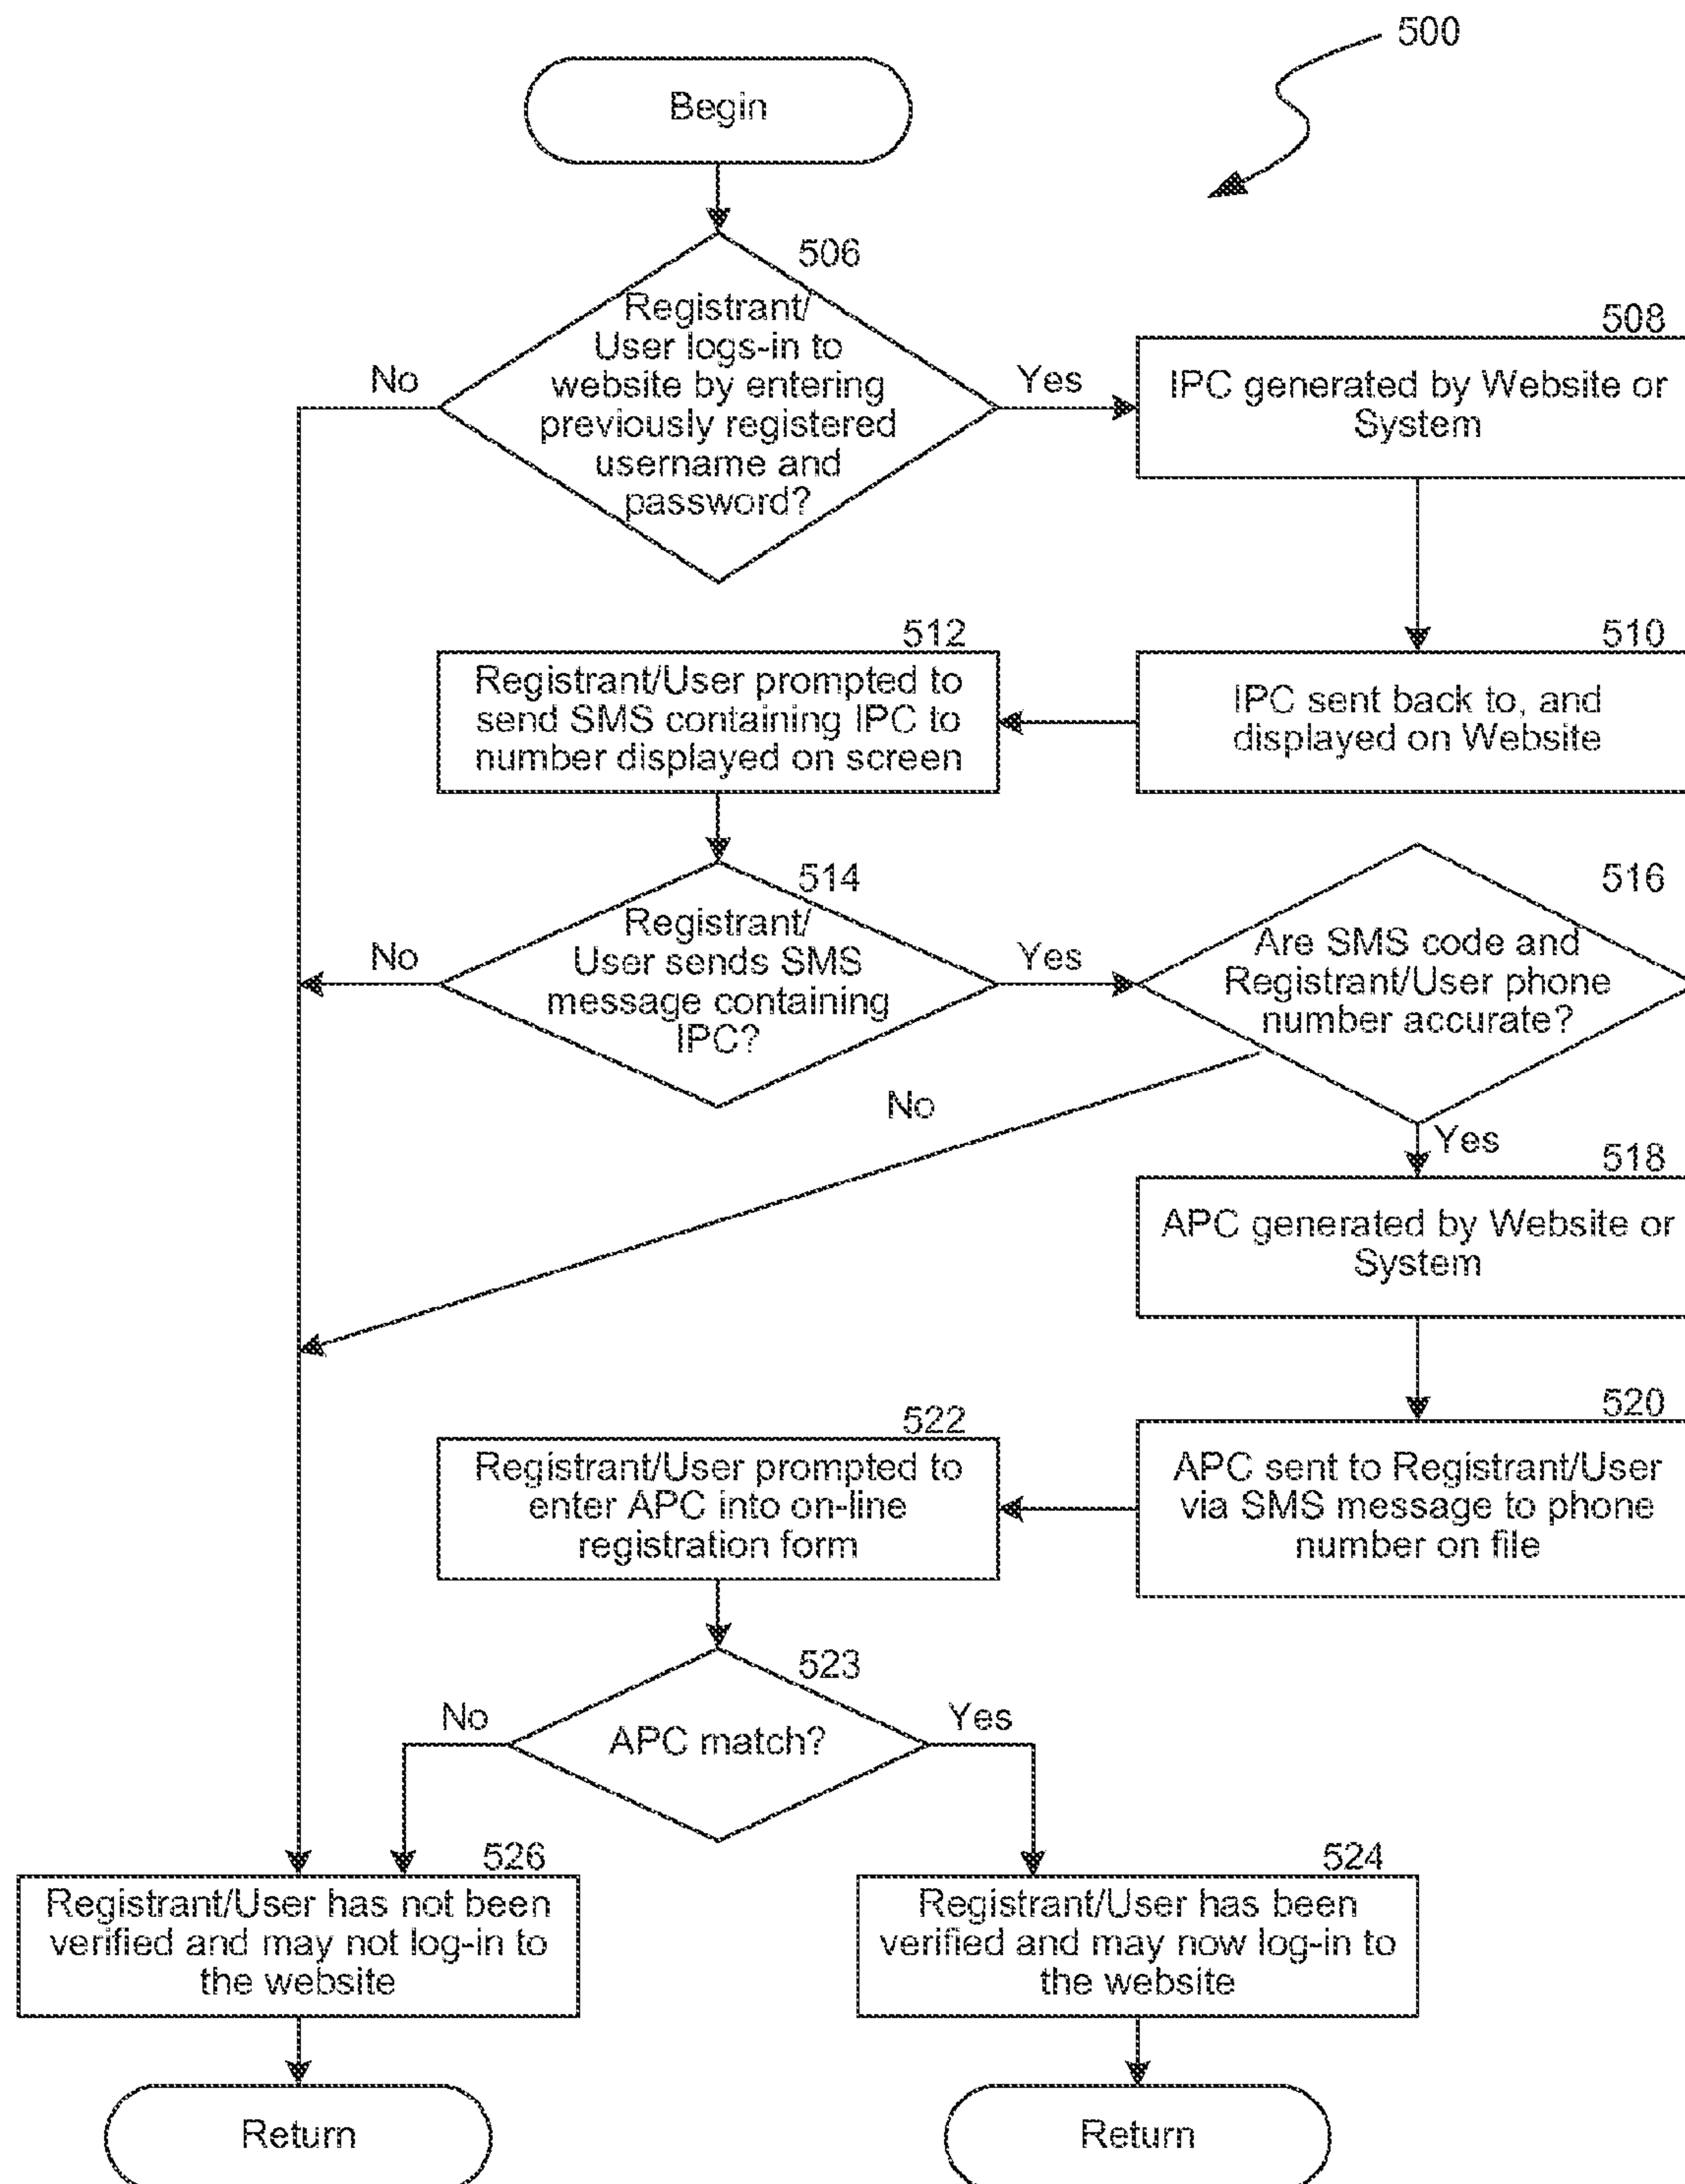 500
Begin
506
Registrant/
User logs-in to
website by entering
previously registered
username and
password?
No
Yes
508
IPC generated by Website or
System
510
IPC sent back to, and
displayed on Website
512
Registrant/User prompted to
send SMS containing IPC to
number displayed on screen
514
Registrant/
User sends SMS
message containing
IPC?
No
Yes
516
Are SMS code and
Registrant/User phone
number accurate?
No
Yes
518
APC generated by Website or
System
520
APC sent to Registrant/User
via SMS message to phone
number on file
522
Registrant/User prompted to
enter APC into on-line
registration form
523
APC match?
No
Yes
526
Registrant/User has not been
verified and may not log-in to
the website
524
Registrant/User has been
verified and may now log-in to
the website
Return
Return